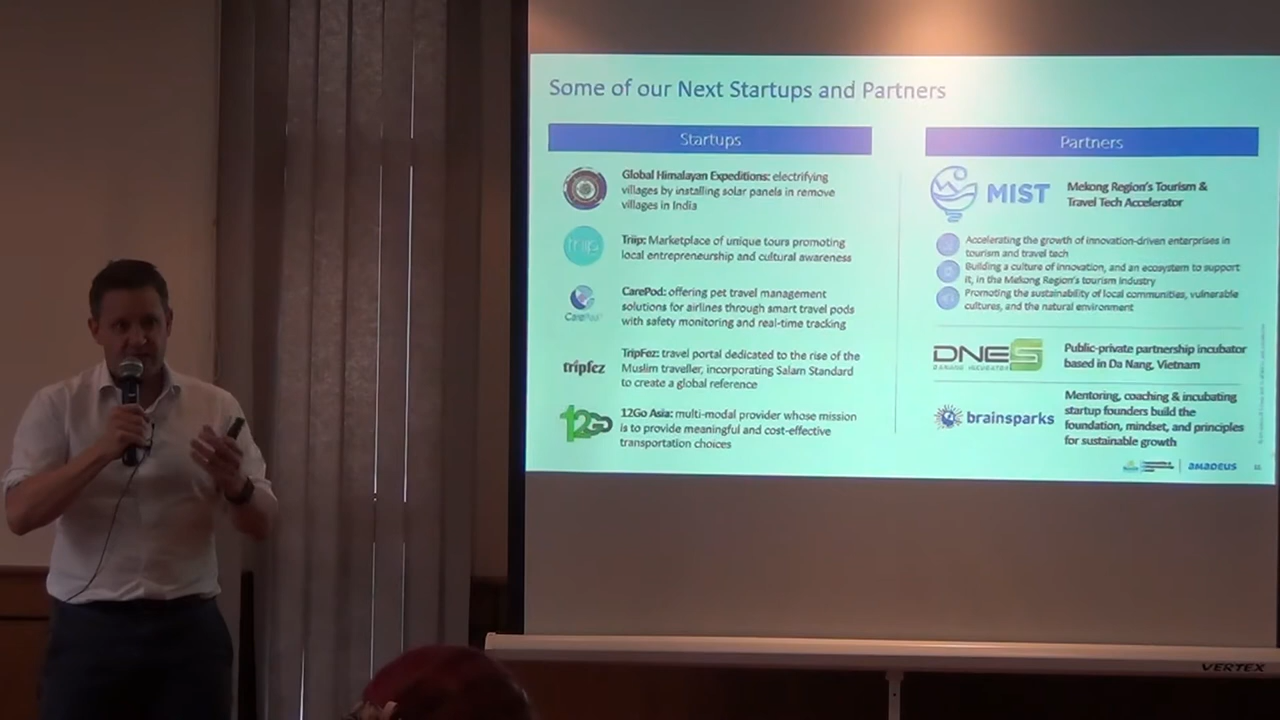 Some of our Next Startups and Partners
Startups
Global Himalayan Expeditions: electrifying
villages by installing solar panels in remove
villages in India
triip
Triip: Marketplace of unique tours promoting
local entrepreneurship and cultural awareness
CarePod
CarePod: offering pet travel management
solutions for airlines through smart travel pods
with safety monitoring and real-time tracking
tripfez
TripFez: travel portal dedicated to the rise of the
Muslim traveller, incorporating Salam Standard
to create a global reference
12GO
12Go Asia: multi-modal provider whose mission
is to provide meaningful and cost-effective
transportation choices
Partners
MIST
Mekong Region's Tourism &
Travel Tech Accelerator
Accelerating the growth of innovation-driven enterprises in
tourism and travel tech
Building a culture of innovation, and an ecosystem to support
it, in the Mekong Region's tourism industry
Promoting the sustainability of local communities, vulnerable
cultures, and the natural environment
DNES
DANANG INCUBATOR
Public-private partnership incubator
based in Da Nang, Vietnam
brainsparks
Mentoring, coaching & incubating
startup founders build the
foundation, mindset, and principles
for sustainable growth
amadeus
VERTEX